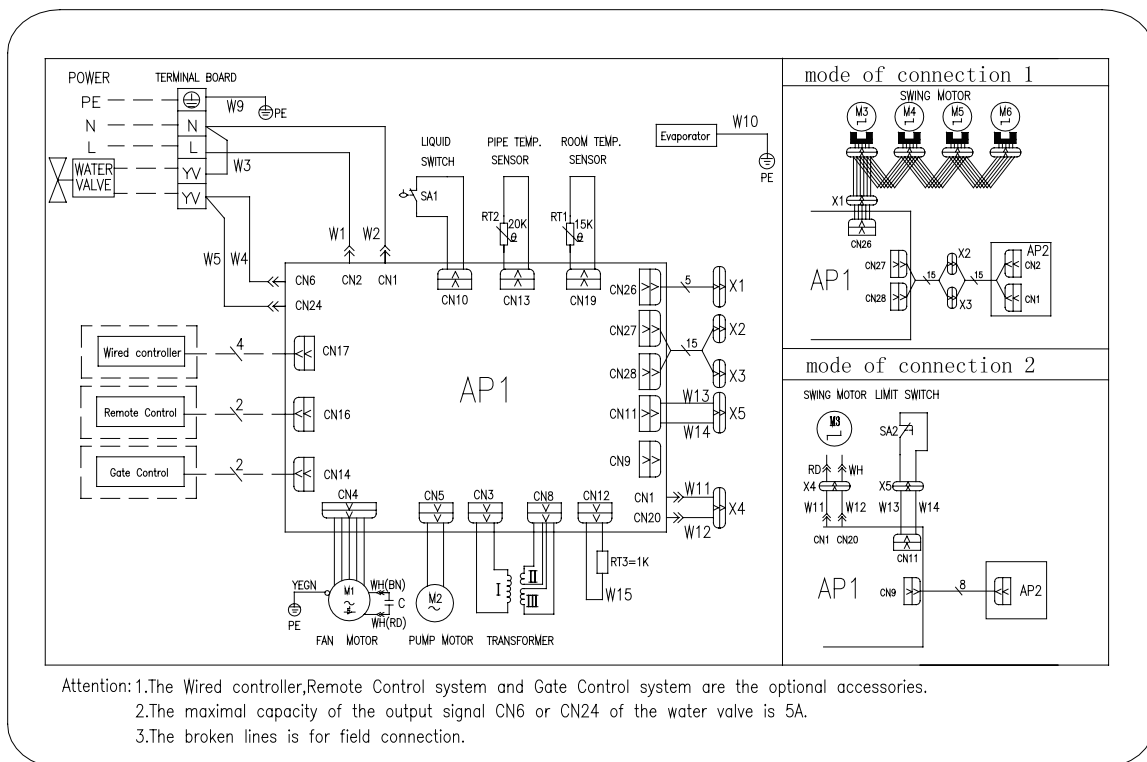 POWER
TERMINAL BOARD
PE
W9
PE
N
N
L
L
W3
WATER
VALVE
YV
YV
W5
W4
W1
W2
LIQUID
SWITCH
SA1
PIPE TEMP.
SENSOR
RT2
20K
θ
ROOM TEMP.
SENSOR
RT1
15K
θ
Evaporator
W10
PE
CN6
CN2
CN1
CN24
CN10
CN13
CN19
CN26
5
X1
CN27
X2
15
CN28
X3
Wired controller
4
CN17
AP1
Remote Control
2
CN16
CN11
W13
X5
W14
Gate Control
2
CN14
CN9
CN4
CN5
CN3
CN8
CN12
CN1
W11
X4
CN20
W12
YEGN
PE
M1
~
WH(BN)
C
WH(RD)
M2
~
I
II
III
RT3=1K
W15
FAN MOTOR
PUMP MOTOR
TRANSFORMER
mode of connection 1
SWING MOTOR
M3
M4
M5
M6
X1
CN26
AP1
CN27
CN28
15
X2
X3
15
AP2
CN2
CN1
mode of connection 2
SWING MOTOR
LIMIT SWITCH
M3
SA2
RD
WH
X4
X5
W11
W12
W13
W14
CN1
CN20
CN11
AP1
CN9
8
AP2
Attention: 1.The Wired controller,Remote Control system and Gate Control system are the optional accessories.
2.The maximal capacity of the output signal CN6 or CN24 of the water valve is 5A.
3.The broken lines is for field connection.